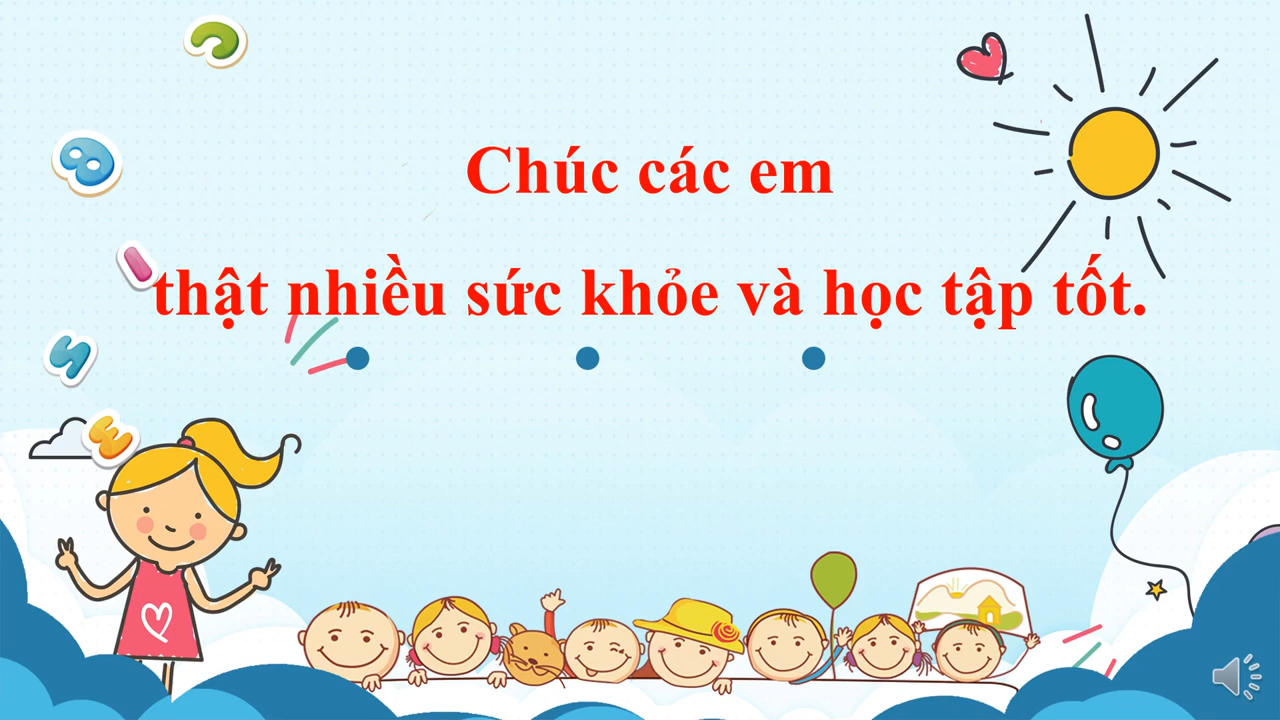 Chúc các em
thật nhiều sức khỏe và học tập tốt.